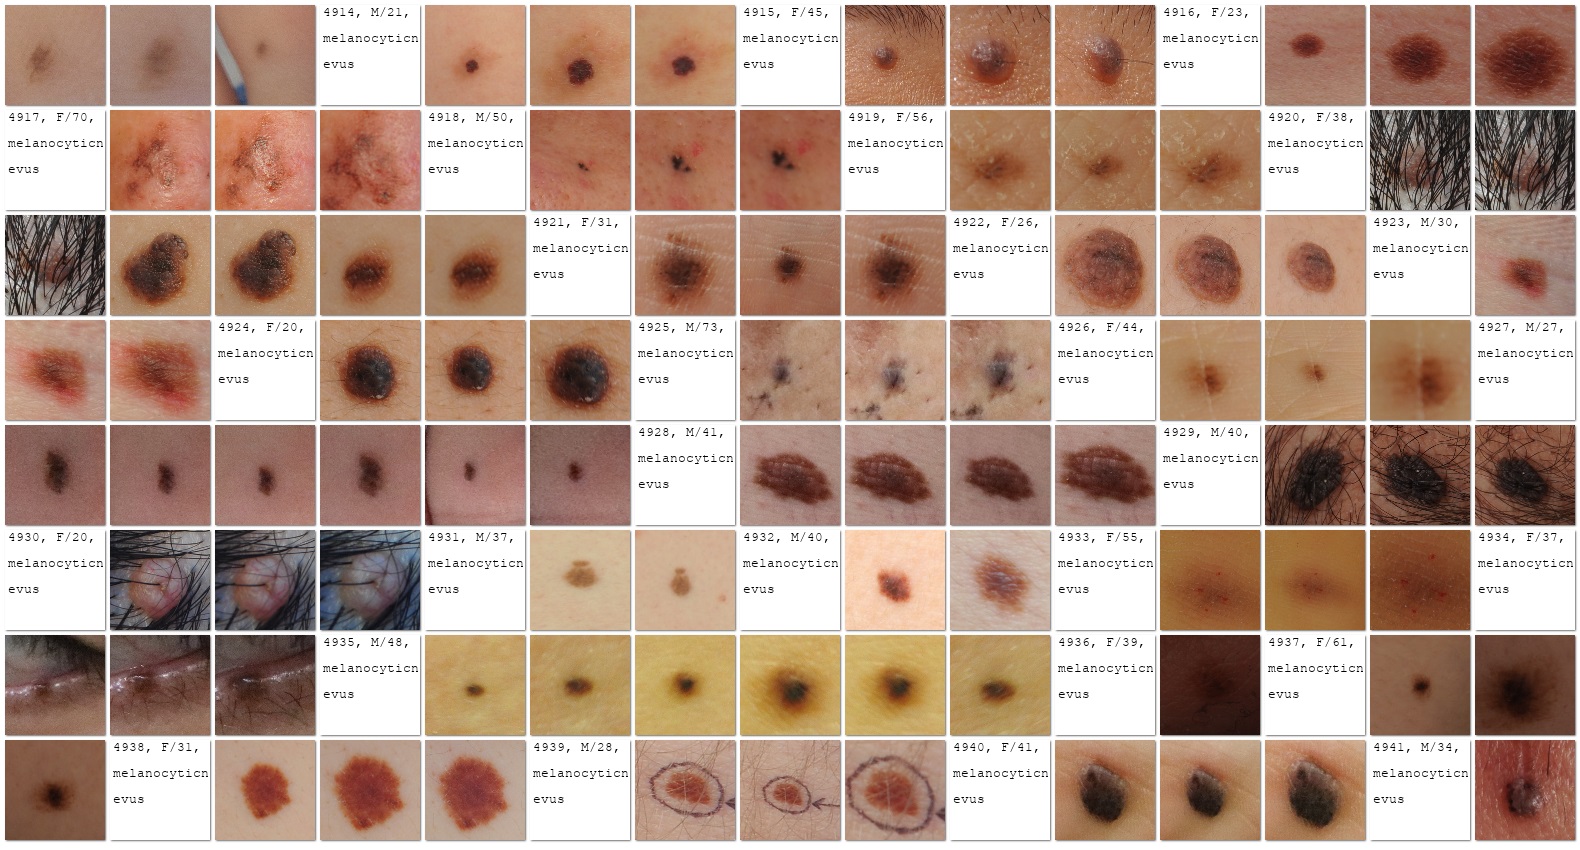 4914, M/21,
melanocyticn
evus
4915, F/45,
melanocyticn
evus
4916, F/23,
melanocyticn
evus
4917, F/70,
melanocyticn
evus
4918, M/50,
melanocyticn
evus
4919, F/56,
melanocyticn
evus
4920, F/38,
melanocyticn
evus
4921, F/31,
melanocyticn
evus
4922, F/26,
melanocyticn
evus
4923, M/30,
melanocyticn
evus
4924, F/20,
melanocyticn
evus
4925, M/73,
melanocyticn
evus
4926, F/44,
melanocyticn
evus
4927, M/27,
melanocyticn
evus
4928, M/41,
melanocyticn
evus
4929, M/40,
melanocyticn
evus
4930, F/20,
melanocyticn
evus
4931, M/37,
melanocyticn
evus
4932, M/40,
melanocyticn
evus
4933, F/55,
melanocyticn
evus
4934, F/37,
melanocyticn
evus
4935, M/48,
melanocyticn
evus
4936, F/39,
melanocyticn
evus
4937, F/61,
melanocyticn
evus
4938, F/31,
melanocyticn
evus
4939, M/28,
melanocyticn
evus
4940, F/41,
melanocyticn
evus
4941, M/34,
melanocyticn
evus